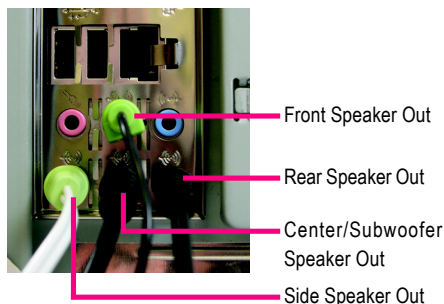 Front Speaker Out
Rear Speaker Out
Center/Subwoofer
Speaker Out
Side Speaker Out